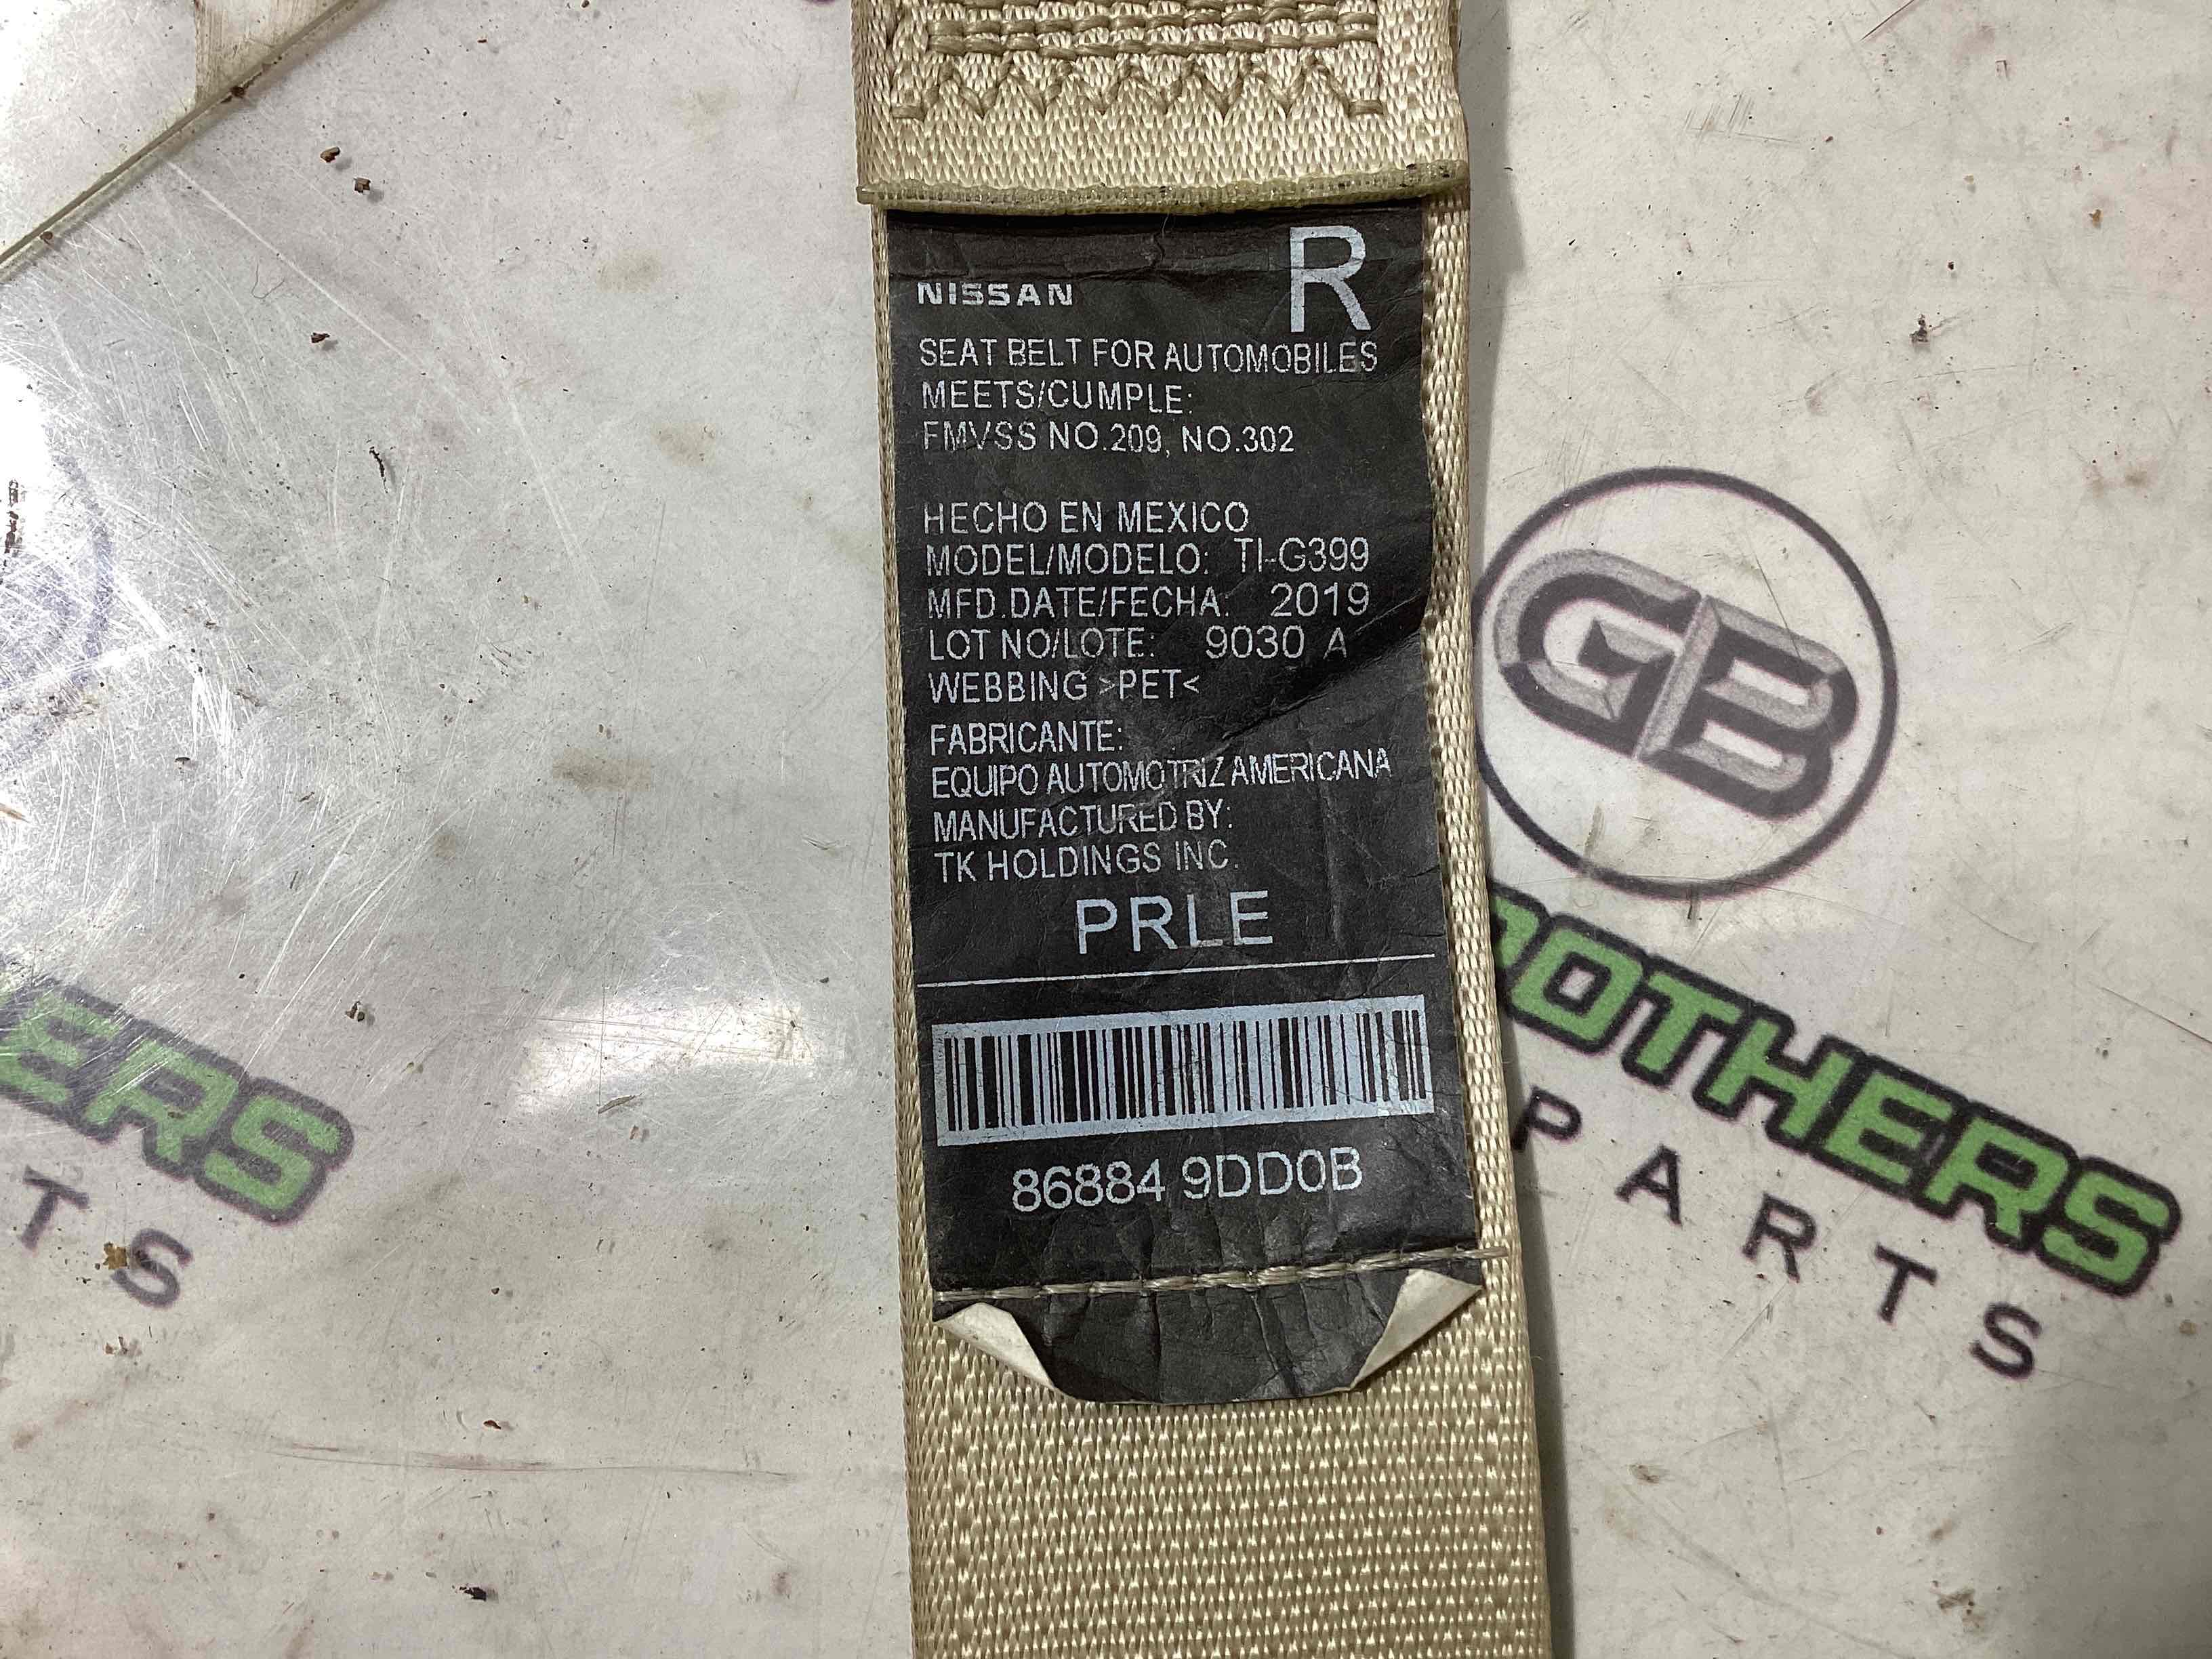 R
NISSAN
SEAT BELT FOR AUTOMOBILES
MEETS/CUMPLE:
FMVSS NO.209, NO.302
HECHO EN MEXICO
MODEL/MODELO: TI-G399
MFD.DATE/FECHA: 2019
LOT NO/LOTE: 9030 A
WEBBING >PET<
FABRICANTE:
EQUIPO AUTOMOTRIZ AMERICANA
MANUFACTURED BY:
TK HOLDINGS INC.
PRLE
86884 9DD0B
GB
OTHERS
PARTS
ERS
TS